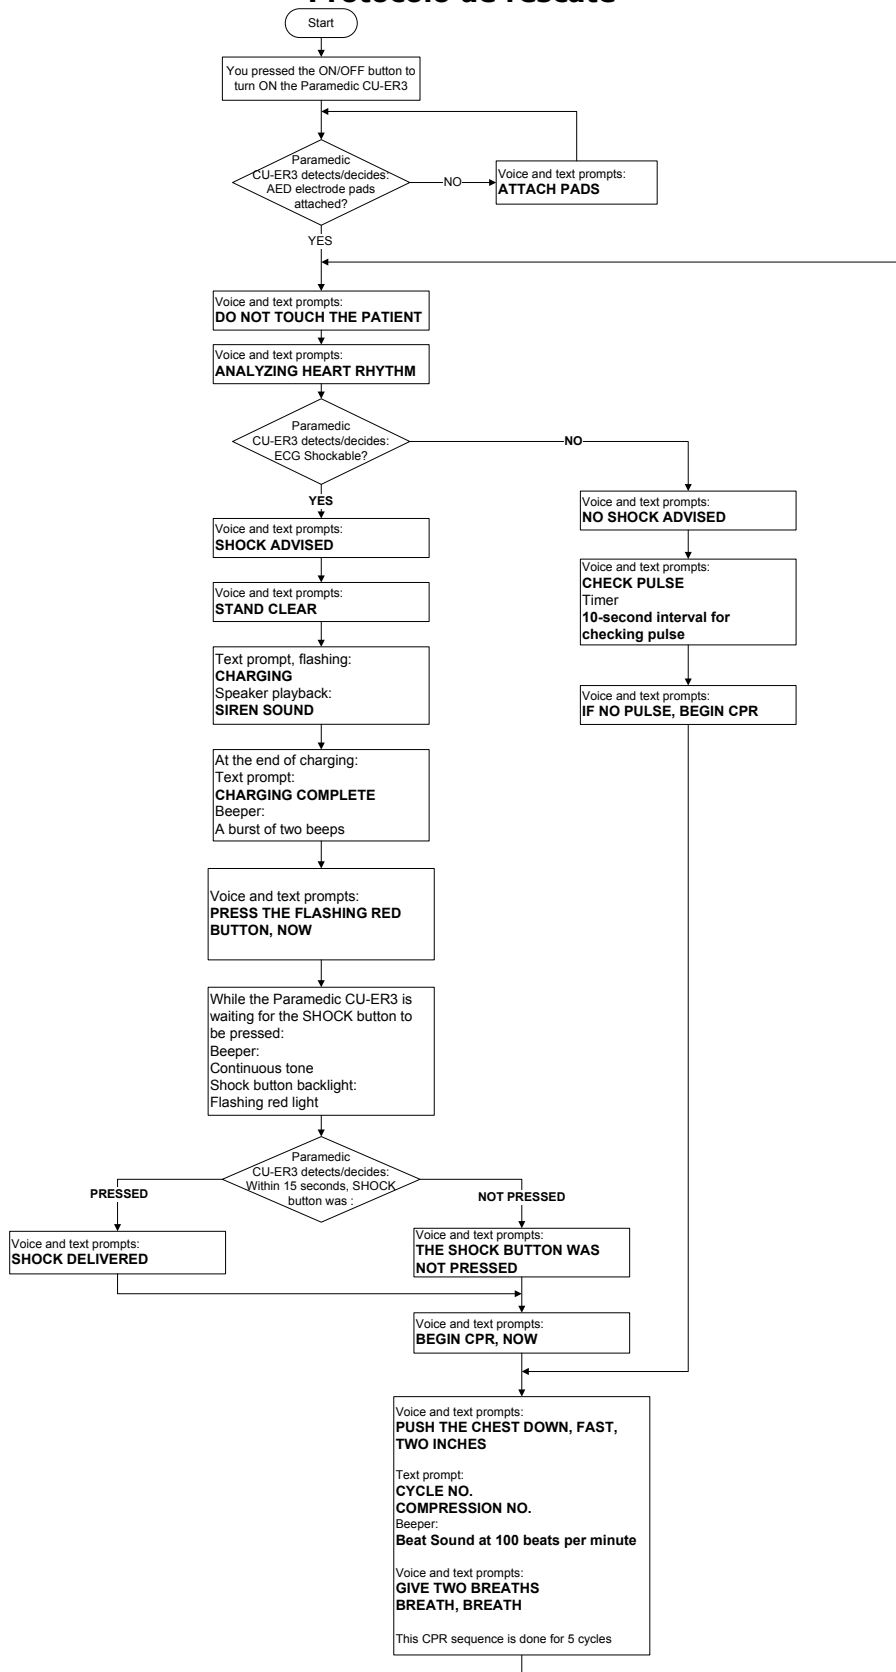 Protocolo de rescate
Start
You pressed the ON/OFF button to
turn ON the Paramedic CU-ER3
Paramedic
CU-ER3 detects/decides:
AED electrode pads
attached?
NO
Voice and text prompts:
ATTACH PADS
YES
Voice and text prompts:
DO NOT TOUCH THE PATIENT
Voice and text prompts:
ANALYZING HEART RHYTHM
Paramedic
CU-ER3 detects/decides:
ECG Shockable?
NO
YES
Voice and text prompts:
NO SHOCK ADVISED
Voice and text prompts:
SHOCK ADVISED
Voice and text prompts:
CHECK PULSE
Timer
10-second interval for
checking pulse
Voice and text prompts:
STAND CLEAR
Text prompt, flashing:
CHARGING
Speaker playback:
SIREN SOUND
Voice and text prompts:
IF NO PULSE, BEGIN CPR
At the end of charging:
Text prompt:
CHARGING COMPLETE
Beeper:
A burst of two beeps
Voice and text prompts:
PRESS THE FLASHING RED
BUTTON, NOW
While the Paramedic CU-ER3 is
waiting for the SHOCK button to
be pressed:
Beeper:
Continuous tone
Shock button backlight:
Flashing red light
Paramedic
CU-ER3 detects/decides:
Within 15 seconds, SHOCK
button was :
PRESSED
NOT PRESSED
Voice and text prompts:
SHOCK DELIVERED
Voice and text prompts:
THE SHOCK BUTTON WAS
NOT PRESSED
Voice and text prompts:
BEGIN CPR, NOW
Voice and text prompts:
PUSH THE CHEST DOWN, FAST,
TWO INCHES
Text prompt:
CYCLE NO.
COMPRESSION NO.
Beeper:
Beat Sound at 100 beats per minute
Voice and text prompts:
GIVE TWO BREATHS
BREATH, BREATH
This CPR sequence is done for 5 cycles